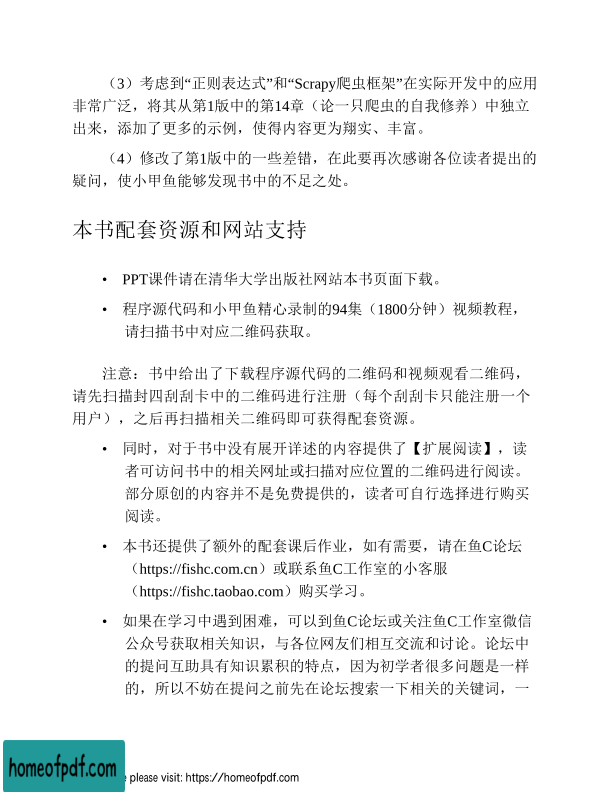 （3）考虑到“正则表达式”和“Scrapy爬虫框架”在实际开发中的应用
非常广泛，将其从第1版中的第14章（论一只爬虫的自我修养）中独立
出来，添加了更多的示例，使得内容更为翔实、丰富。
（4）修改了第1版中的一些差错，在此要再次感谢各位读者提出的
疑问，使小甲鱼能够发现书中的不足之处。
本书配套资源和网站支持
• PPT课件请在清华大学出版社网站本书页面下载。
• 程序源代码和小甲鱼精心录制的94集（1800分钟）视频教程，
请扫描书中对应二维码获取。
注意：书中给出了下载程序源代码的二维码和视频观看二维码，
请先扫描封四刮刮卡中的二维码进行注册（每个刮刮卡只能注册一个
用户），之后再扫描相关二维码即可获得配套资源。
• 同时，对于书中没有展开详述的内容提供了【扩展阅读】，读
者可访问书中的相关网址或扫描对应位置的二维码进行阅读。
部分原创的内容并不是免费提供的，读者可自行选择进行购买
阅读。
• 本书还提供了额外的配套课后作业，如有需要，请在鱼C论坛
（https://fishc.com.cn）或联系鱼C工作室的小客服
（https://fishc.taobao.com）购买学习。
• 如果在学习中遇到困难，可以到鱼C论坛或关注鱼C工作室微信
公众号获取相关知识，与各位网友们相互交流和讨论。论坛中
的提问互助具有知识累积的特点，因为初学者很多问题是一样
的，所以不妨在提问之前先在论坛搜索一下相关的关键词，一
homeofpdf.com
please visit: https://homeofpdf.com